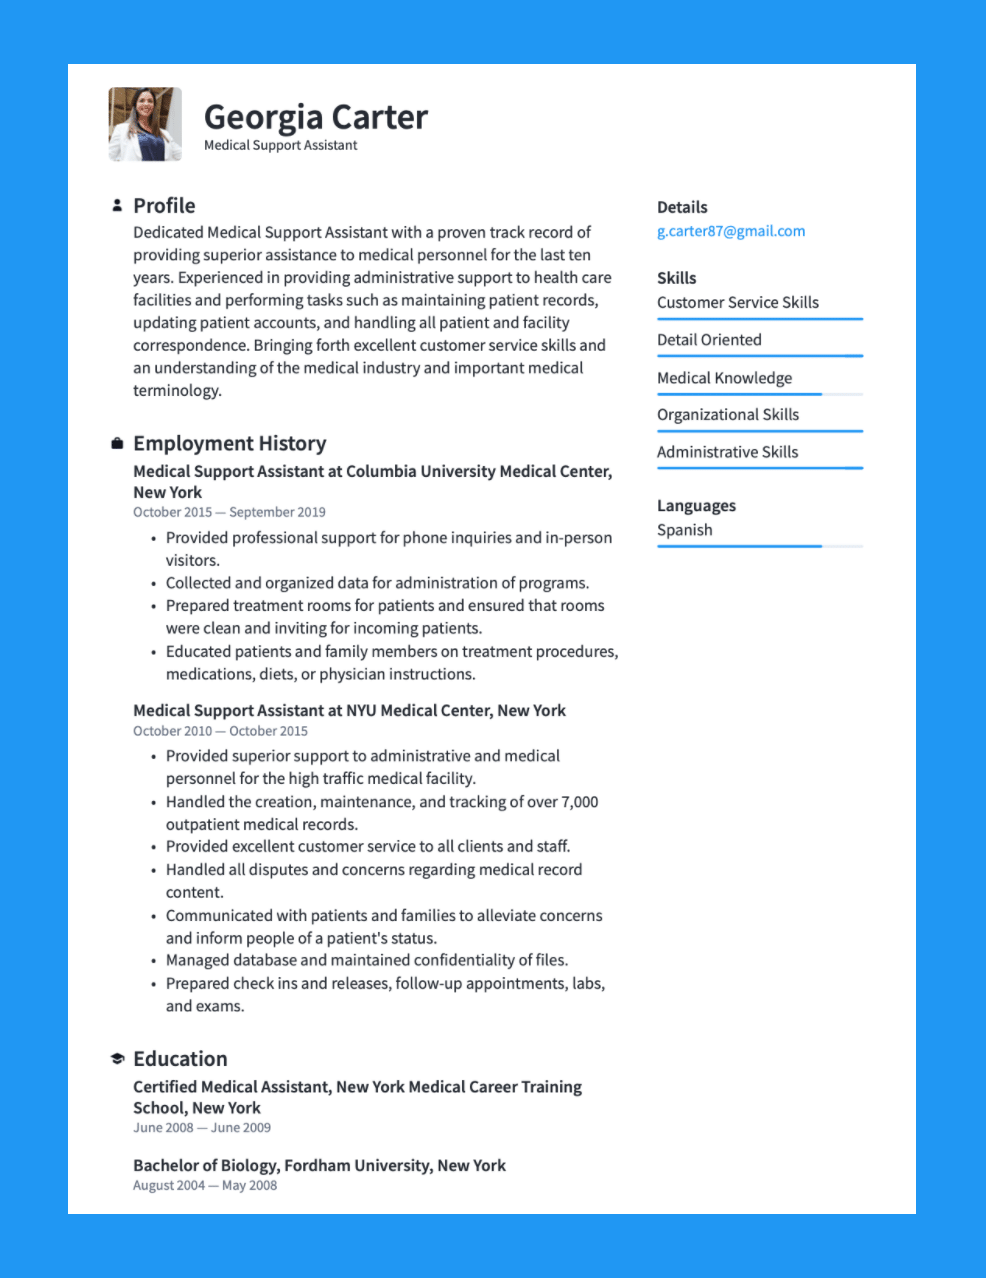 Georgia Carter
Medical Support Assistant
Profile
Dedicated Medical Support Assistant with a proven track record of
providing superior assistance to medical personnel for the last ten
years. Experienced in providing administrative support to health care
facilities and performing tasks such as maintaining patient records,
updating patient accounts, and handling all patient and facility
correspondence. Bringing forth excellent customer service skills and
an understanding of the medical industry and important medical
terminology.
Employment History
Medical Support Assistant at Columbia University Medical Center,
New York
October 2015 — September 2019
• Provided professional support for phone inquiries and in-person
visitors.
• Collected and organized data for administration of programs.
• Prepared treatment rooms for patients and ensured that rooms
were clean and inviting for incoming patients.
• Educated patients and family members on treatment procedures,
medications, diets, or physician instructions.
Medical Support Assistant at NYU Medical Center, New York
October 2010 — October 2015
• Provided superior support to administrative and medical
personnel for the high traffic medical facility.
• Handled the creation, maintenance, and tracking of over 7,000
outpatient medical records.
• Provided excellent customer service to all clients and staff.
• Handled all disputes and concerns regarding medical record
content.
• Communicated with patients and families to alleviate concerns
and inform people of a patient's status.
• Managed database and maintained confidentiality of files.
• Prepared check ins and releases, follow-up appointments, labs,
and exams.
Education
Certified Medical Assistant, New York Medical Career Training
School, New York
June 2008 — June 2009
Bachelor of Biology, Fordham University, New York
August 2004 — May 2008
Details
g.carter87@gmail.com
Skills
Customer Service Skills
Detail Oriented
Medical Knowledge
Organizational Skills
Administrative Skills
Languages
Spanish